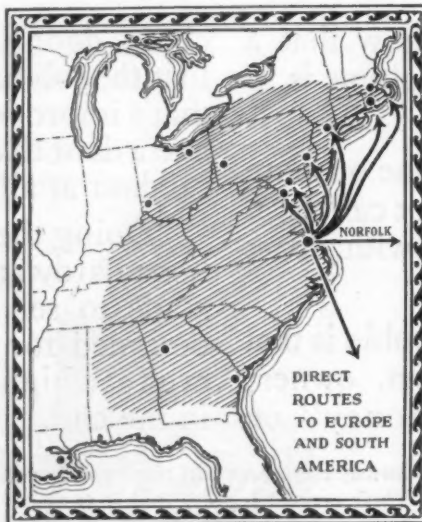 NORFOLK
DIRECT
ROUTES
TO EUROPE
AND SOUTH
AMERICA